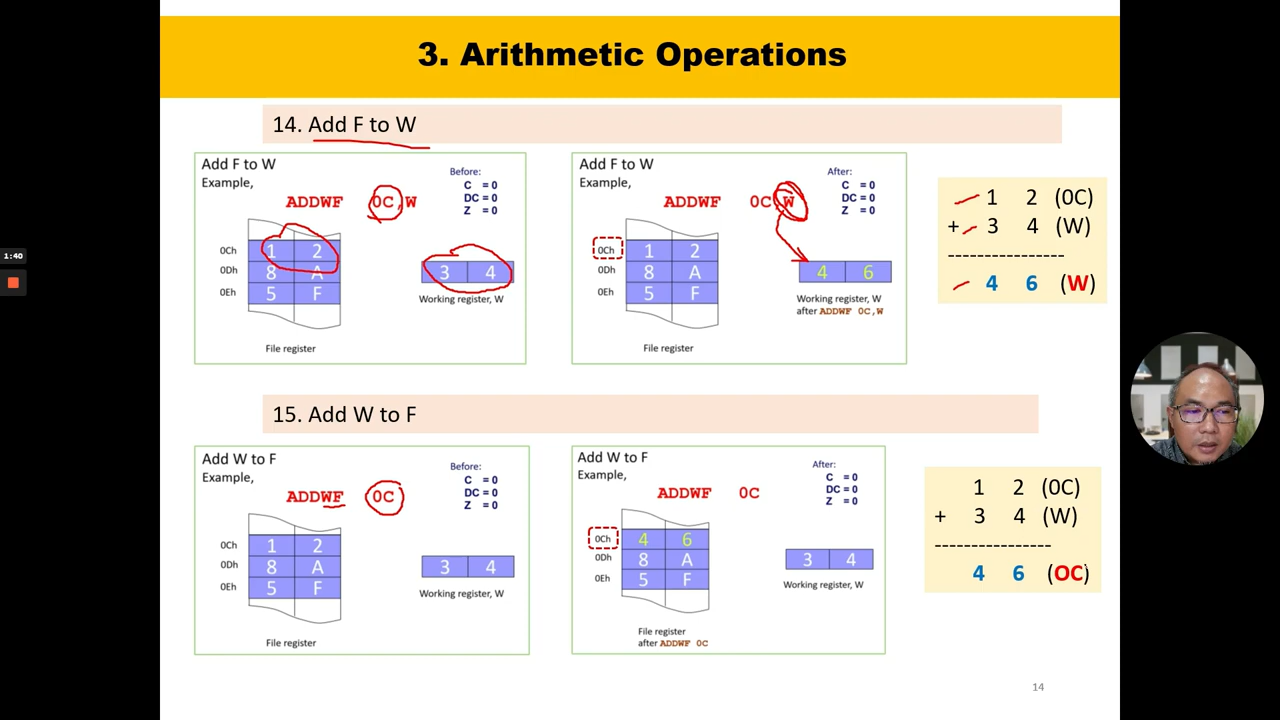 3. Arithmetic Operations
14. Add F to W
Add F to W
Example,
ADDWF 0C,W
Before:
C = 0
DC = 0
Z = 0
0Ch 1 2
0Dh 8 A
0Eh 5 F
File register
3 4
Working register, W
Add F to W
Example,
ADDWF 0C W
After:
C = 0
DC = 0
Z = 0
0Ch 1 2
0Dh 8 A
0Eh 5 F
File register
4 6
Working register, W
after ADDWF 0C,W
1 2 (0C)
+ 3 4 (W)
----------------
4 6 (W)
1:40
15. Add W to F
Add W to F
Example,
ADDWF 0C
Before:
C = 0
DC = 0
Z = 0
0Ch 1 2
0Dh 8 A
0Eh 5 F
File register
3 4
Working register, W
Add W to F
Example,
ADDWF 0C
After:
C = 0
DC = 0
Z = 0
0Ch 4 6
0Dh 8 A
0Eh 5 F
File register
after ADDWF 0C
3 4
Working register, W
1 2 (0C)
+ 3 4 (W)
----------------
4 6 (OC)
14